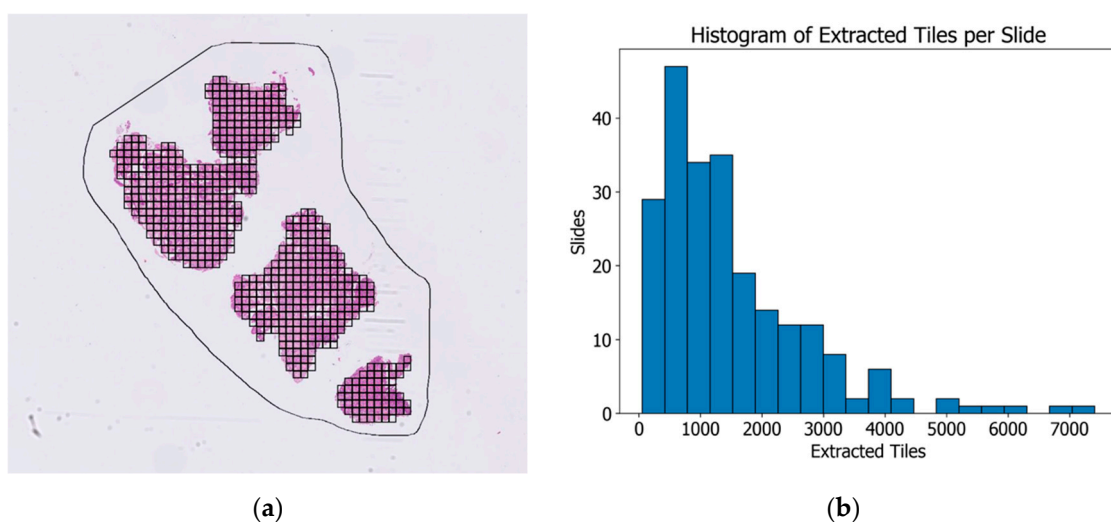 Histogram of Extracted Tiles per Slide
40
30
20
10
0
Slides
0 1000 2000 3000 4000 5000 6000 7000
Extracted Tiles
(a) (b)